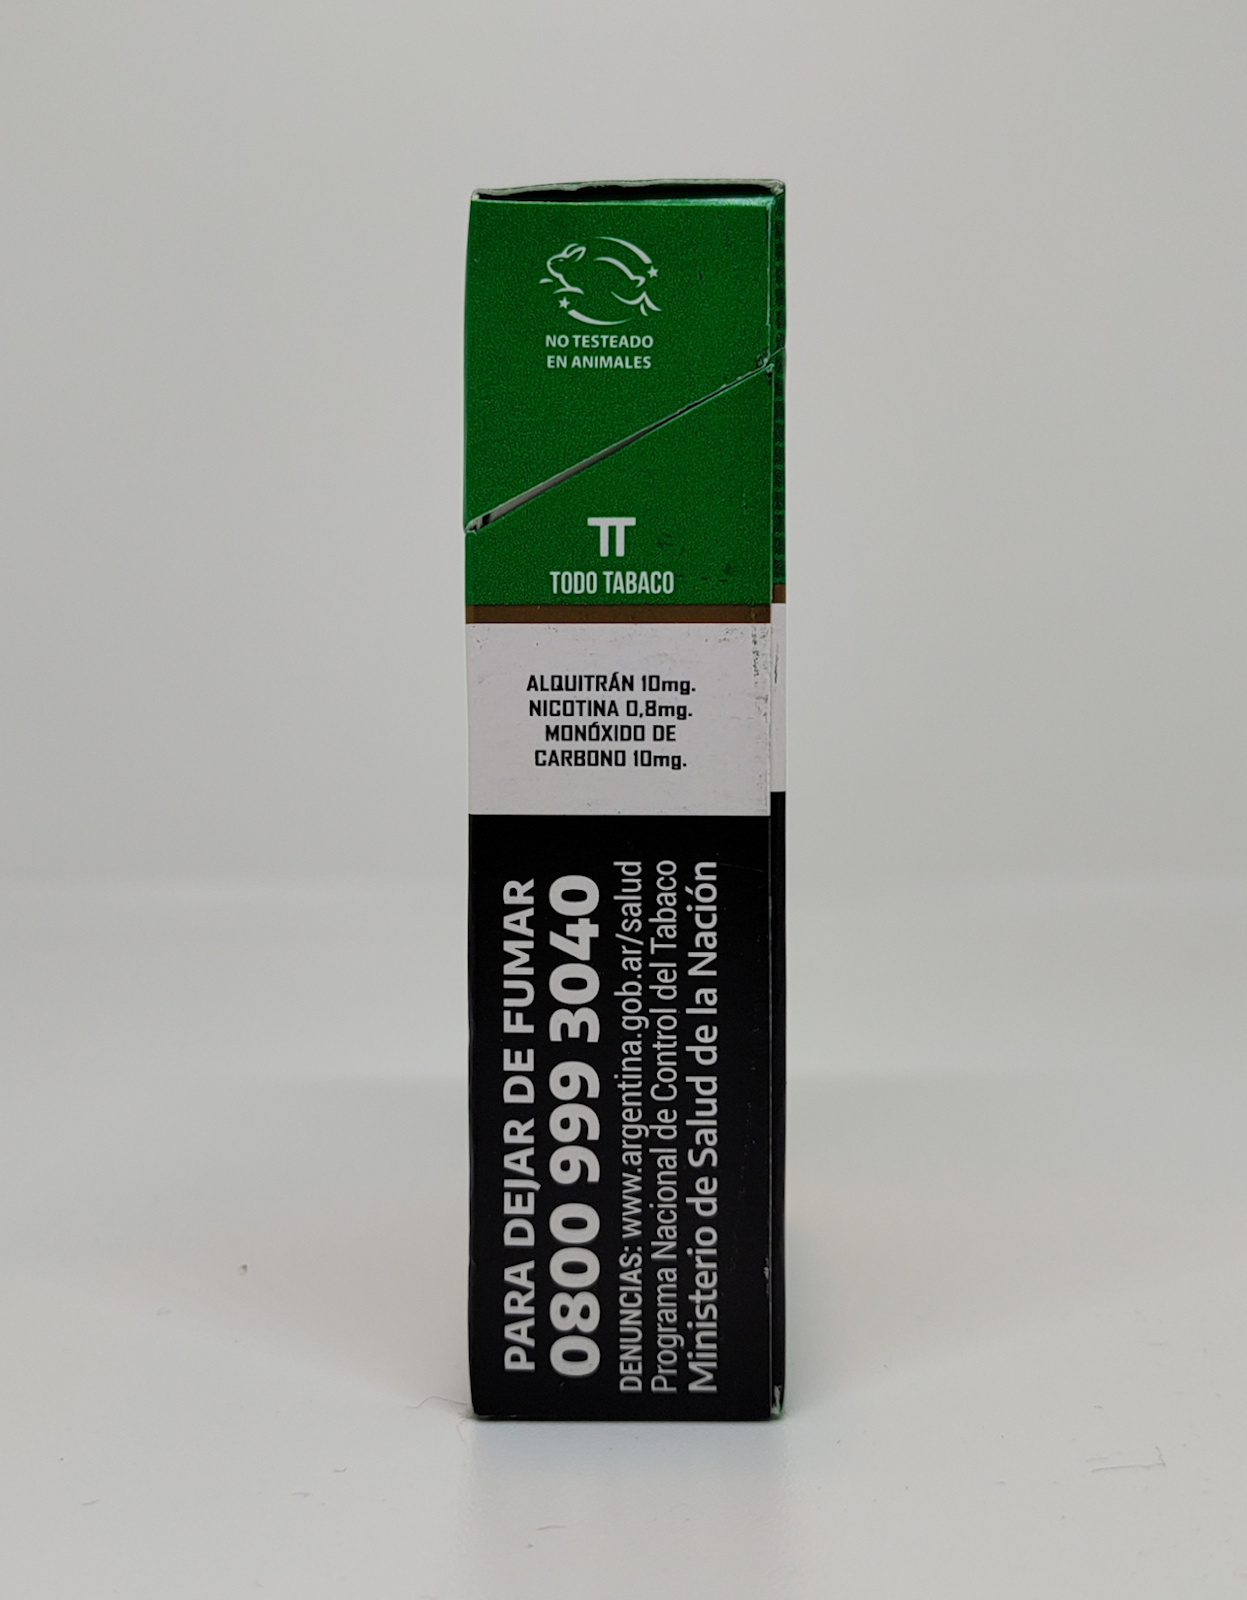 NO TESTEADO
EN ANIMALES
TT
TODO TABACO
ALQUITRÁN 10mg.
NICOTINA 0,8mg.
MONÓXIDO DE
CARBONO 10mg.
PARA DEJAR DE FUMAR
0800 999 3040
DENUNCIAS: www.argentina.gob.ar/salud
Programa Nacional de Control del Tabaco
Ministerio de Salud de la Nación